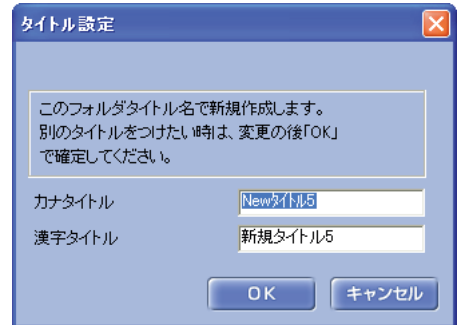 タイトル設定
このフォルダタイトル名で新規作成します。
別のタイトルをつけたい時は、変更の後「OK」
で確定してください。
カナタイトル Newﾀｲﾄﾙ5
漢字タイトル 新規タイトル5
OK キャンセル